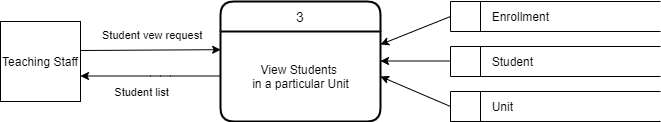 3
Enrollment
Student vew request
Teaching Staff
Student
View Students
in a particular Unit
Student list
Unit